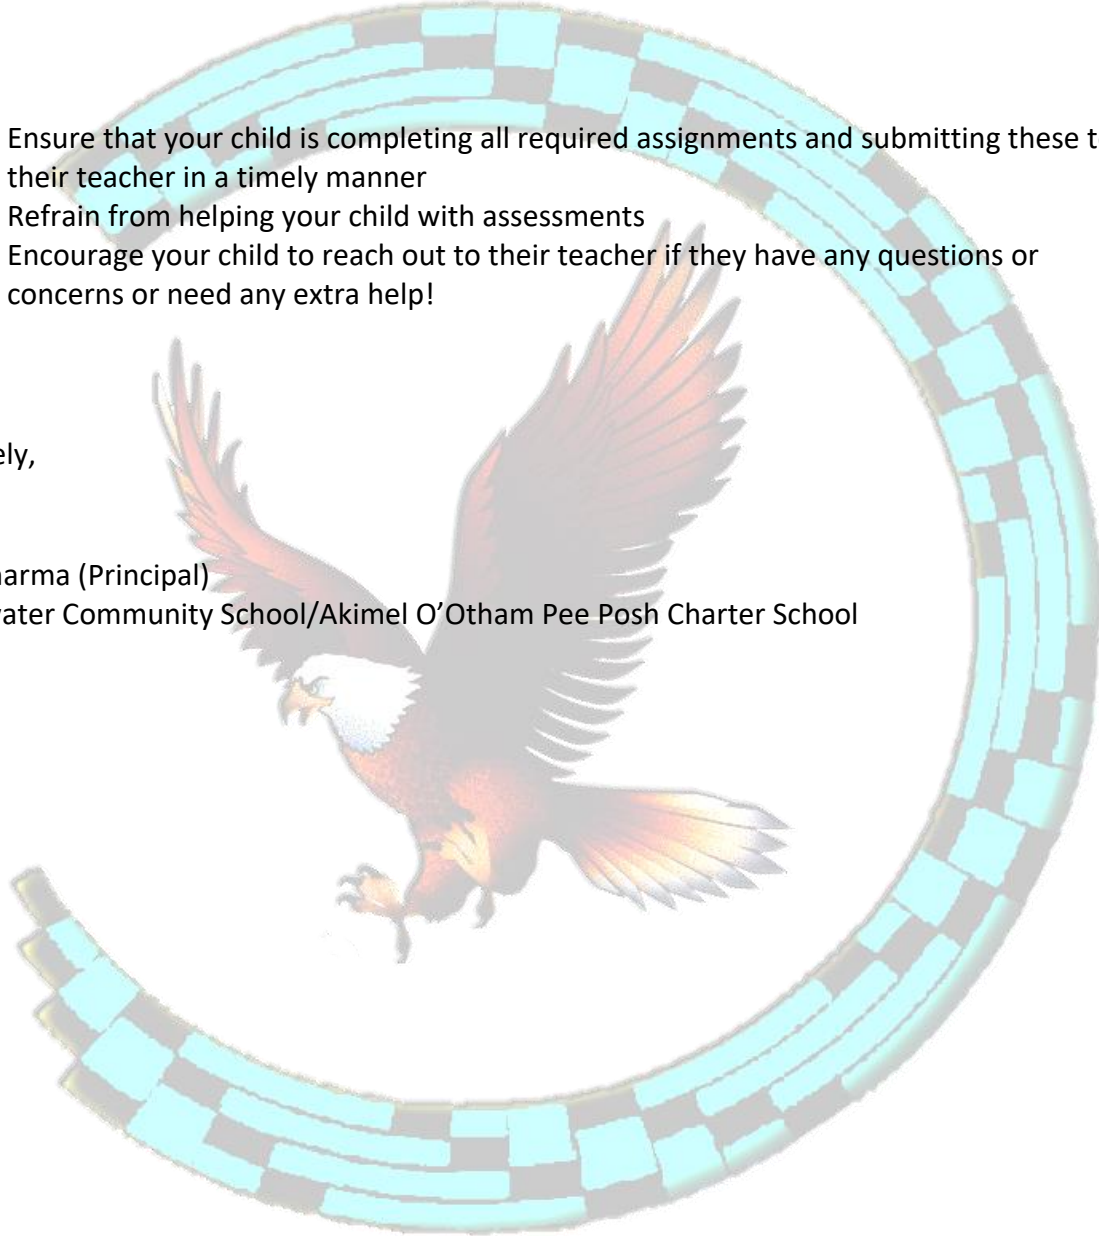 Ensure that your child is completing all required assignments and submitting these t
their teacher in a timely manner
Refrain from helping your child with assessments
Encourage your child to reach out to their teacher if they have any questions or
concerns or need any extra help!
ely,
arma (Principal)
ater Community School/Akimel O’Otham Pee Posh Charter School